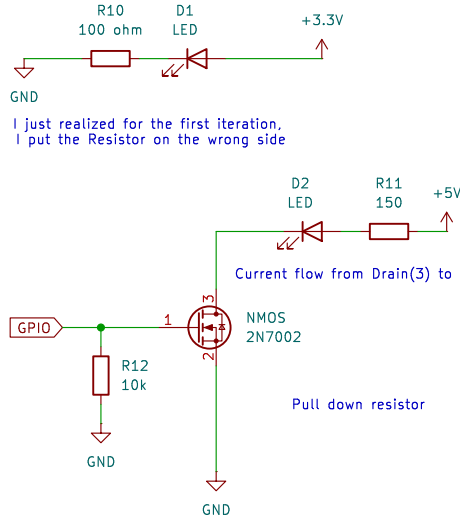 R10
100 ohm
D1
LED
+3.3V
GND
I just realized for the first iteration,
I put the Resistor on the wrong side
D2
LED
R11
150
+5V
Current flow from Drain(3) to
3
GPIO
1
NMOS
2N7002
2
R12
10k
Pull down resistor
GND
GND